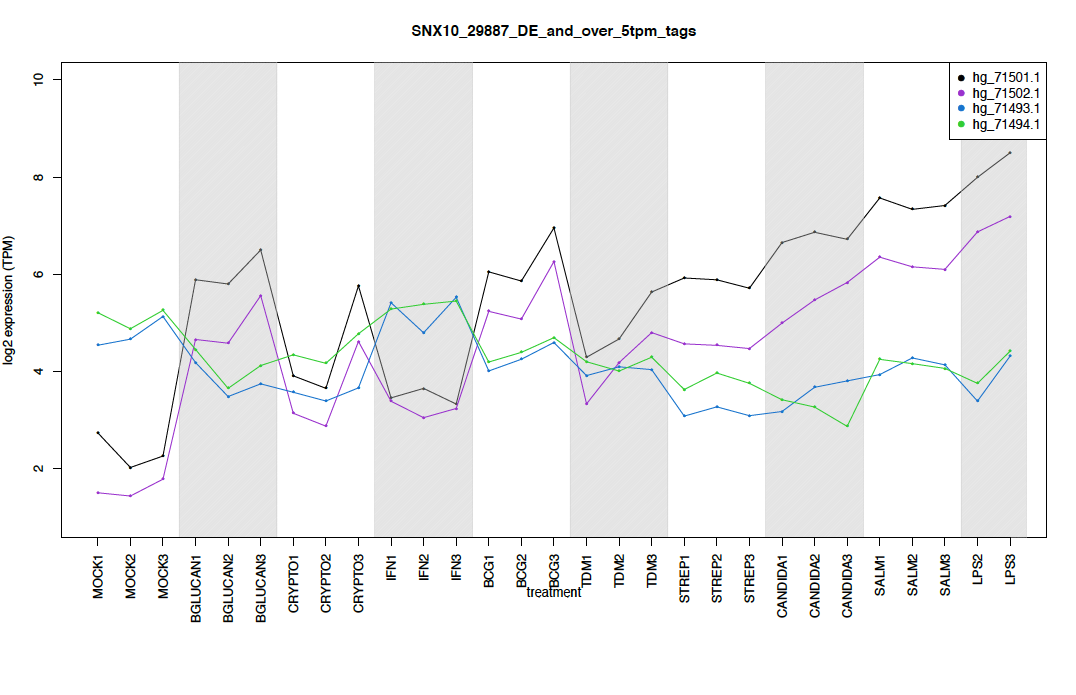 SNX10_29887_DE_and_over_5tpm_tags
hg_71501.1
hg_71502.1
hg_71493.1
hg_71494.1
log2 expression (TPM)
10
8
6
4
2
MOCK1
MOCK2
MOCK3
BGLUCAN1
BGLUCAN2
BGLUCAN3
CRYPTO1
CRYPTO2
CRYPTO3
IFN1
IFN2
IFN3
BCG1
BCG2
BCG3
TDM1
TDM2
TDM3
STREP1
STREP2
STREP3
CANDIDA1
CANDIDA2
CANDIDA3
SALM1
SALM2
SALM3
LPS2
LPS3
treatment